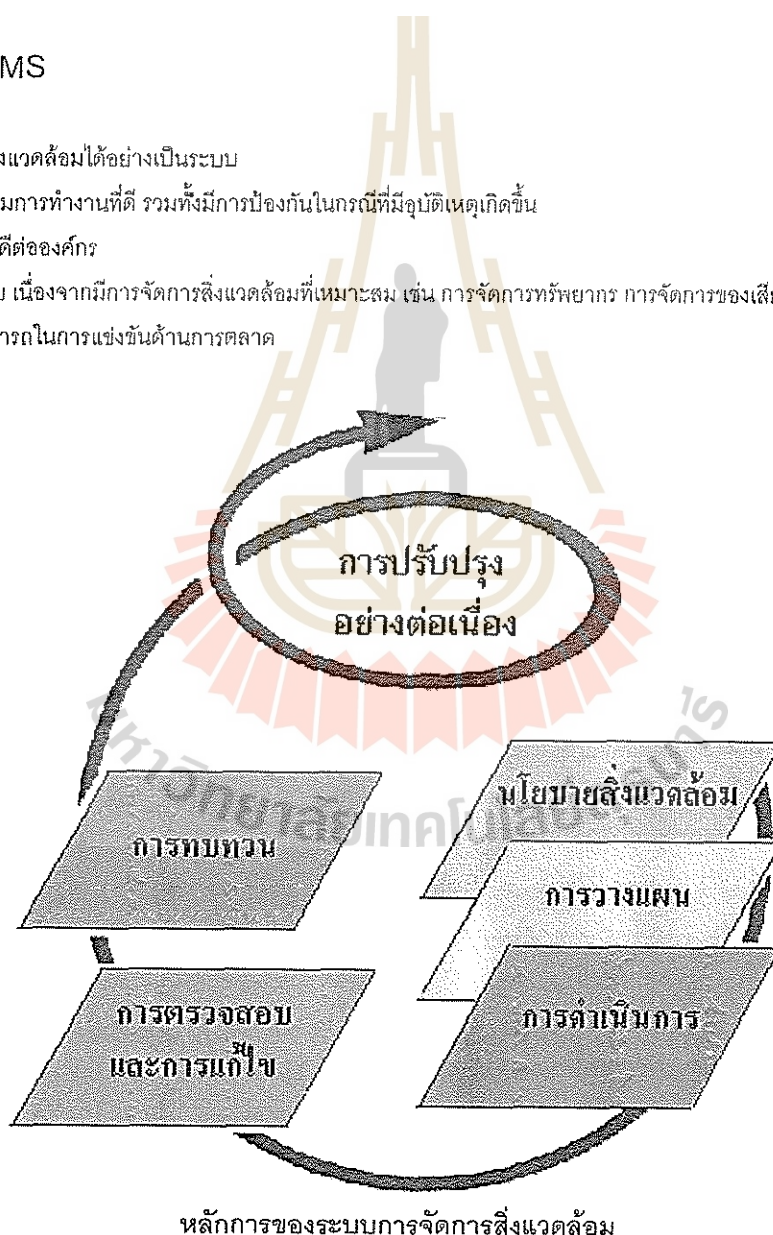 MS
งแวดล้อมได้อย่างเป็นระบบ
มการทำงานที่ดี รวมทั้งมีการป้องกันในกรณีที่มีอุบัติเหตุเกิดขึ้น
ดีต่อองค์กร
บ เนื่องจากมีการจัดการสิ่งแวดล้อมที่เหมาะสม เช่น การจัดการทรัพยากร การจัดการของเสีย
ารถในการแข่งขันด้านการตลาด
การปรับปรุง
อย่างต่อเนื่อง
นโยบายสิ่งแวดล้อม
การทบทวน
การวางแผน
การตรวจสอบ
และการแก้ไข
การดำเนินการ
หลักการของระบบการจัดการสิ่งแวดล้อม